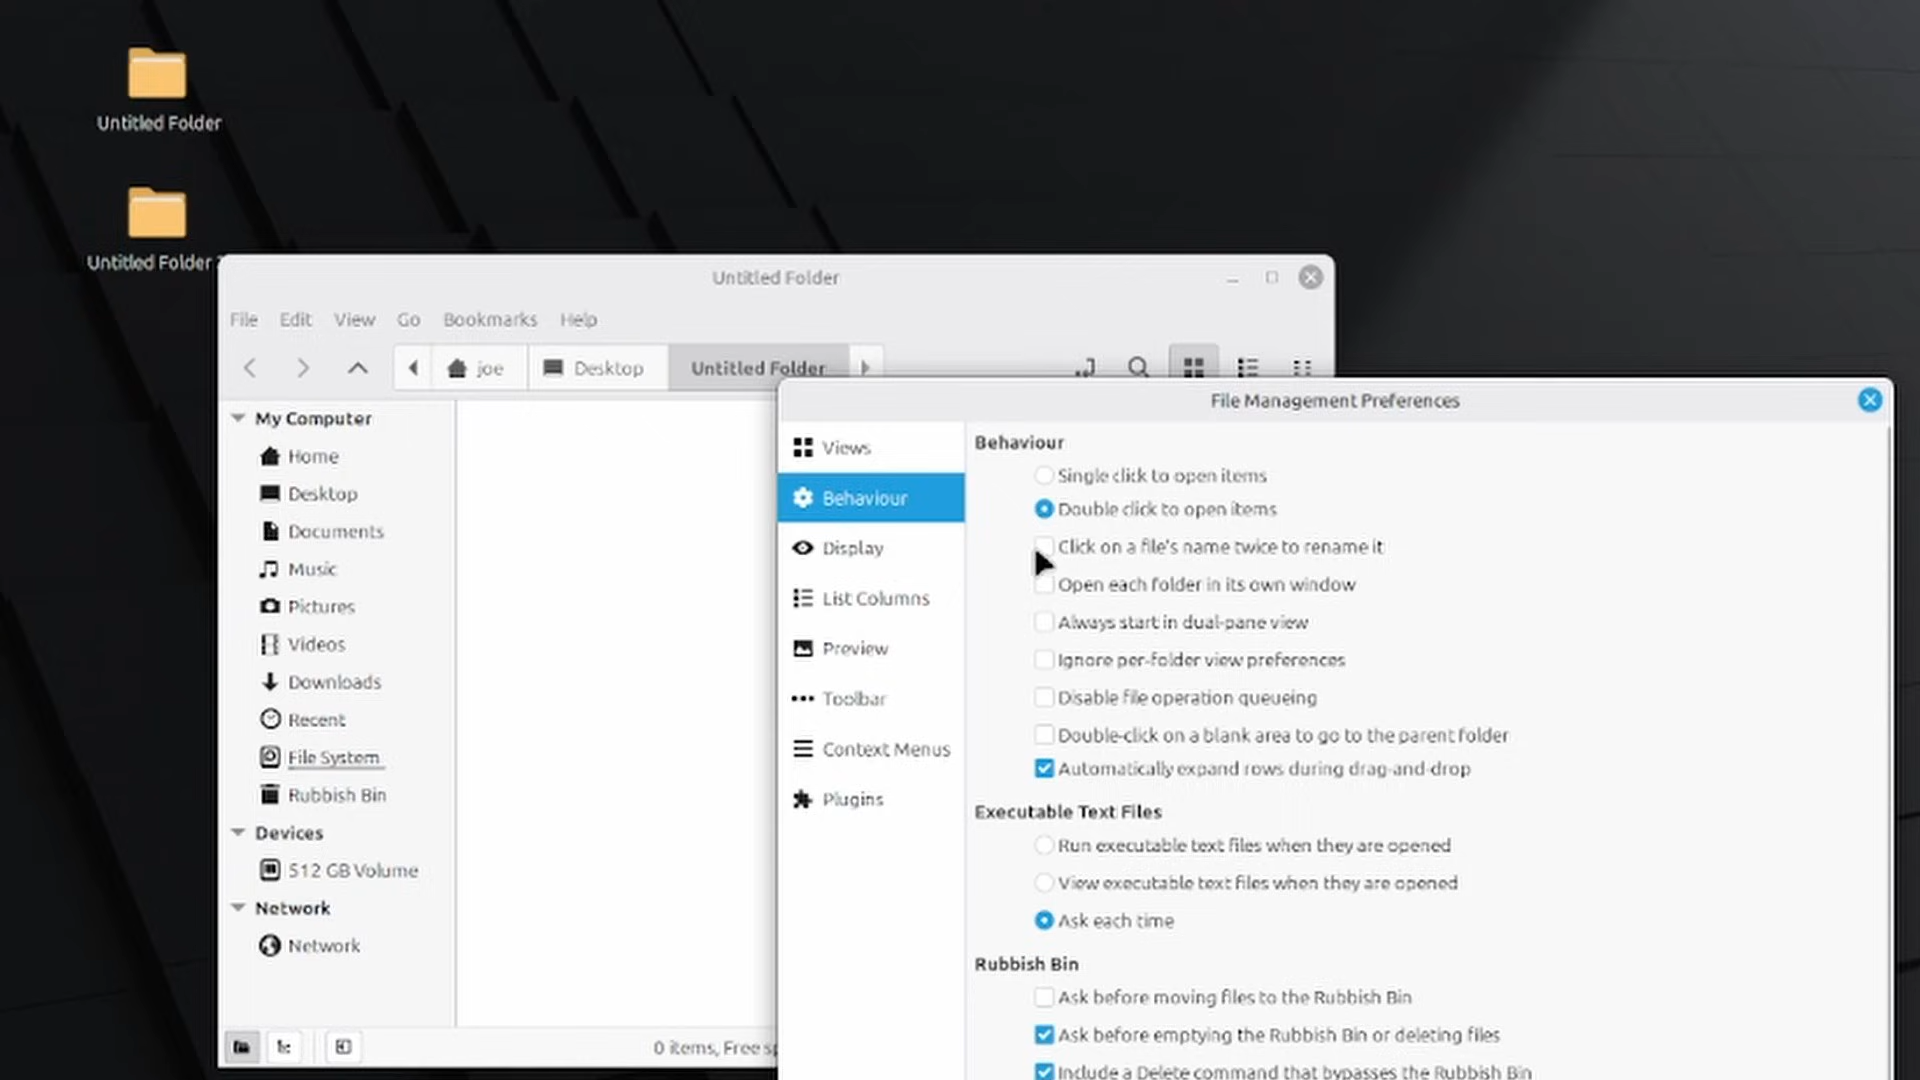 Untitled Folder
Untitled Folder
Untitled Folder
File Edit View Go Bookmarks Help
joe Desktop Untitled Folder
My Computer
Home
Desktop
Documents
Music
Pictures
Videos
Downloads
Recent
File System
Rubbish Bin
Devices
512 GB Volume
Network
Network
0 items, Free
File Management Preferences
Views
Behaviour
Display
List Columns
Preview
Toolbar
Context Menus
Plugins
Behaviour
Single click to open items
Double click to open items
Click on a file's name twice to rename it
Open each folder in its own window
Always start in dual-pane view
Ignore per-folder view preferences
Disable file operation queueing
Double-click on a blank area to go to the parent folder
Automatically expand rows during drag-and-drop
Executable Text Files
Run executable text files when they are opened
View executable text files when they are opened
Ask each time
Rubbish Bin
Ask before moving files to the Rubbish Bin
Ask before emptying the Rubbish Bin or deleting files
Include a Delete command that bypasses the Rubbish Bin